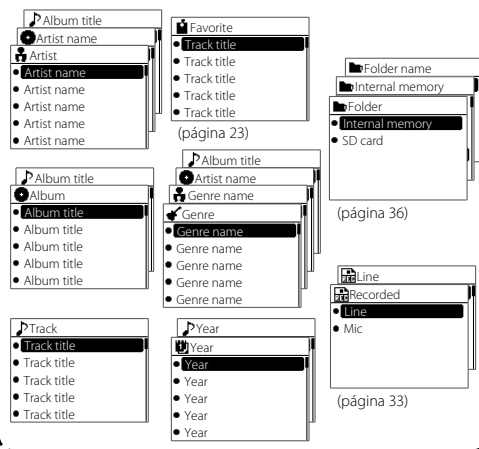 Album title
Artist name
Artist
Artist name
Artist name
Artist name
Artist name
Artist name
Favorite
Track title
Track title
Track title
Track title
Track title
(página 23)
Folder name
Internal memory
Folder
Internal memory
SD card
(página 36)
Album title
Album
Album title
Album title
Album title
Album title
Album title
Album title
Artist name
Genre name
Genre
Genre name
Genre name
Genre name
Genre name
Genre name
Line
REC
Recorded
Line
Mic
(página 33)
Track
Track title
Track title
Track title
Track title
Track title
Year
Year
Year
Year
Year
Year
Year